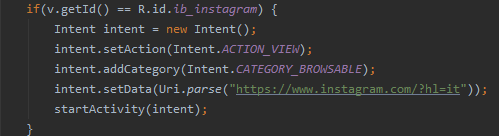 if(v.getId() == R.id.ib_instagram) {
Intent intent = new Intent();
intent.setAction(Intent.ACTION_VIEW);
intent.addCategory(Intent.CATEGORY_BROWSABLE);
intent.setData(Uri.parse("https://www.instagram.com/?hl=it"));
startActivity(intent);
}